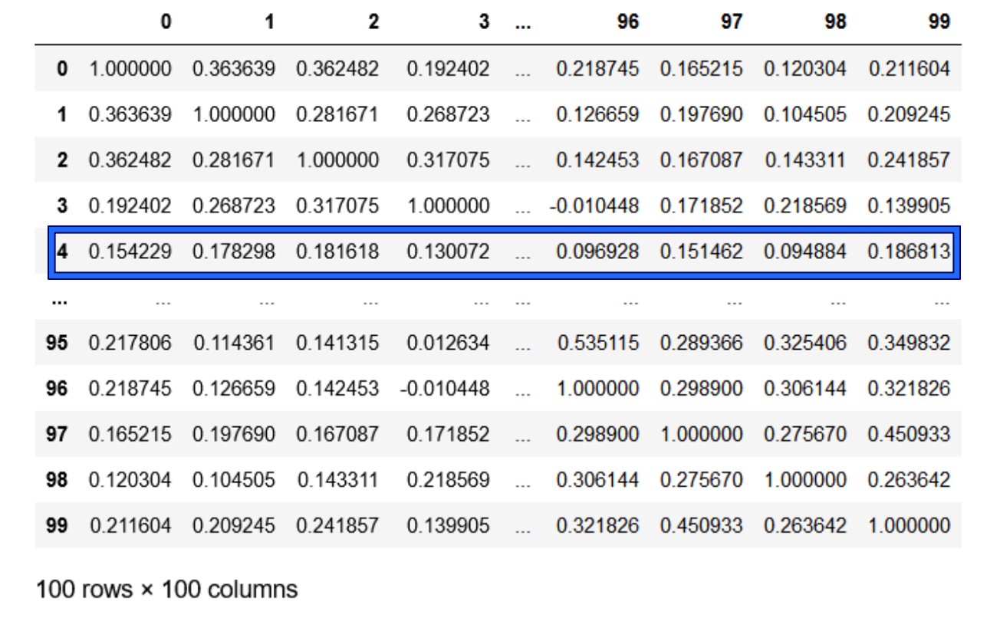 0 1 2 3 ... 96 97 98 99
0 1.000000 0.363639 0.362482 0.192402 ... 0.218745 0.165215 0.120304 0.211604
1 0.363639 1.000000 0.281671 0.268723 ... 0.126659 0.197690 0.104505 0.209245
2 0.362482 0.281671 1.000000 0.317075 ... 0.142453 0.167087 0.143311 0.241857
3 0.192402 0.268723 0.317075 1.000000 ... -0.010448 0.171852 0.218569 0.139905
4 0.154229 0.178298 0.181618 0.130072 ... 0.096928 0.151462 0.094884 0.186813
... ... ... ... ... ... ... ... ... ...
95 0.217806 0.114361 0.141315 0.012634 ... 0.535115 0.289366 0.325406 0.349832
96 0.218745 0.126659 0.142453 -0.010448 ... 1.000000 0.298900 0.306144 0.321826
97 0.165215 0.197690 0.167087 0.171852 ... 0.298900 1.000000 0.275670 0.450933
98 0.120304 0.104505 0.143311 0.218569 ... 0.306144 0.275670 1.000000 0.263642
99 0.211604 0.209245 0.241857 0.139905 ... 0.321826 0.450933 0.263642 1.000000
100 rows × 100 columns